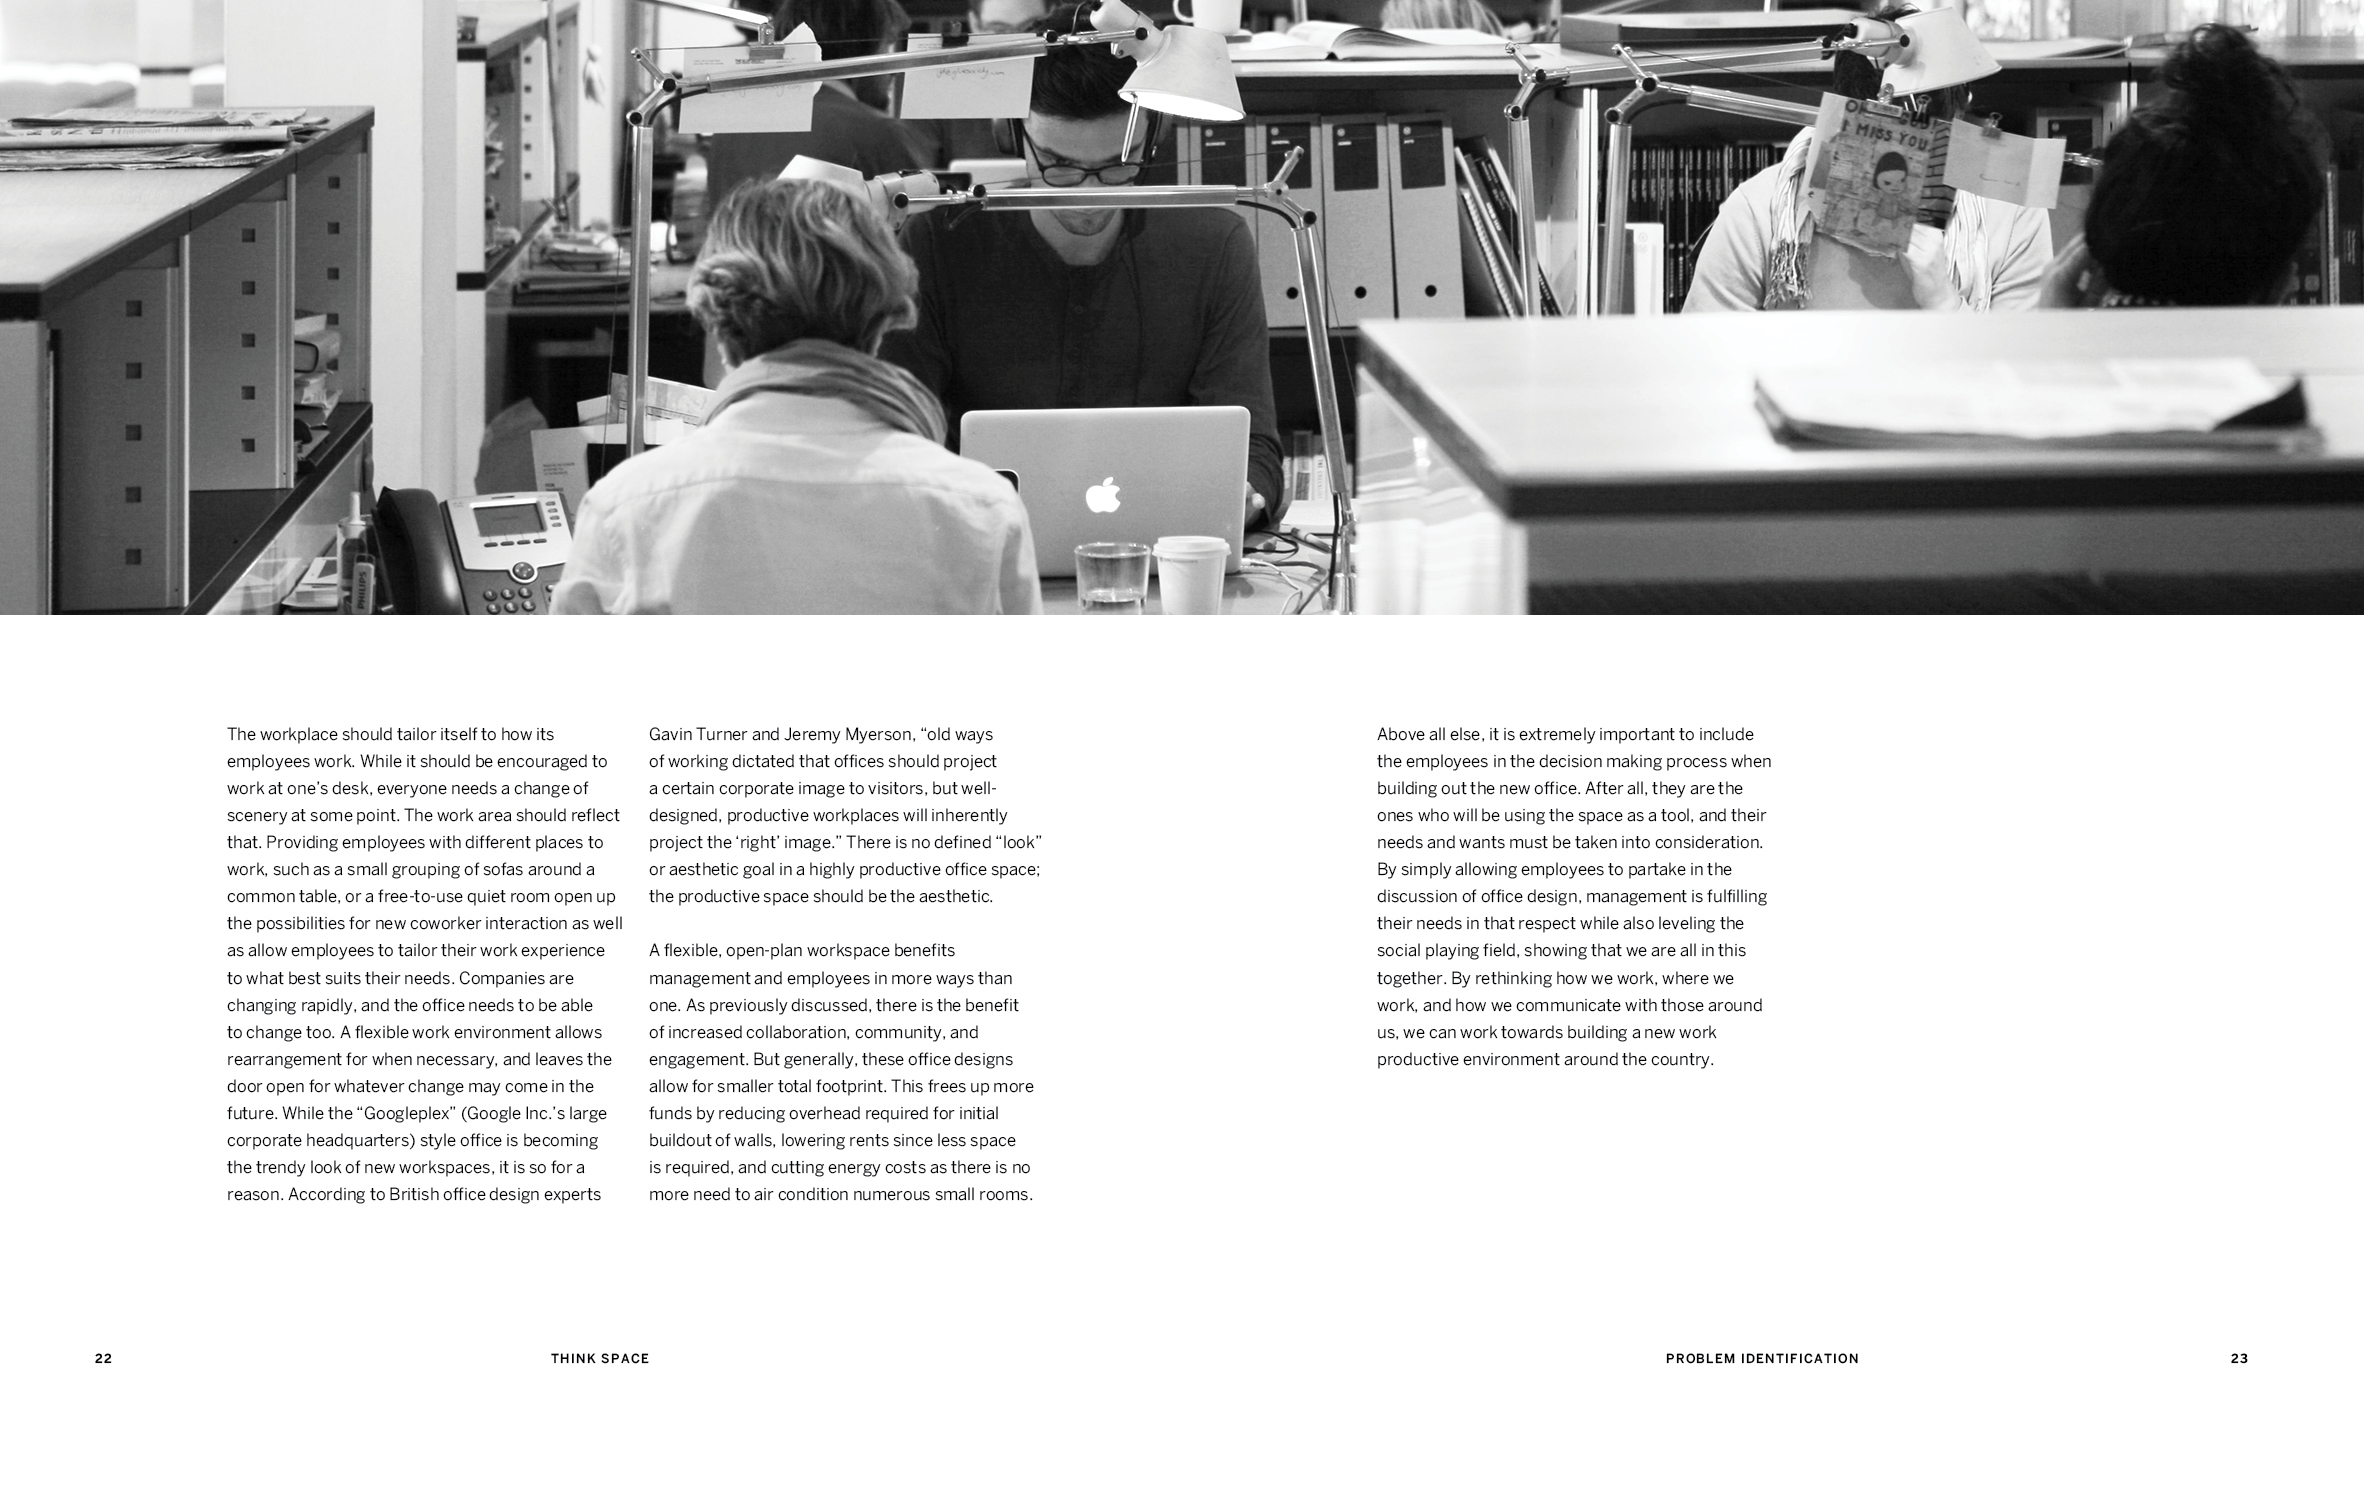 I MISS YOU
PHILIPS
The workplace should tailor itself to how its
employees work. While it should be encouraged to
work at one’s desk, everyone needs a change of
scenery at some point. The work area should reflect
that. Providing employees with different places to
work, such as a small grouping of sofas around a
common table, or a free-to-use quiet room open up
the possibilities for new coworker interaction as well
as allow employees to tailor their work experience
to what best suits their needs. Companies are
changing rapidly, and the office needs to be able
to change too. A flexible work environment allows
rearrangement for when necessary, and leaves the
door open for whatever change may come in the
future. While the “Googleplex” (Google Inc.’s large
corporate headquarters) style office is becoming
the trendy look of new workspaces, it is so for a
reason. According to British office design experts
Gavin Turner and Jeremy Myerson, “old ways
of working dictated that offices should project
a certain corporate image to visitors, but well-
designed, productive workplaces will inherently
project the ‘right’ image.” There is no defined “look”
or aesthetic goal in a highly productive office space;
the productive space should be the aesthetic.
A flexible, open-plan workspace benefits
management and employees in more ways than
one. As previously discussed, there is the benefit
of increased collaboration, community, and
engagement. But generally, these office designs
allow for smaller total footprint. This frees up more
funds by reducing overhead required for initial
buildout of walls, lowering rents since less space
is required, and cutting energy costs as there is no
more need to air condition numerous small rooms.
Above all else, it is extremely important to include
the employees in the decision making process when
building out the new office. After all, they are the
ones who will be using the space as a tool, and their
needs and wants must be taken into consideration.
By simply allowing employees to partake in the
discussion of office design, management is fulfilling
their needs in that respect while also leveling the
social playing field, showing that we are all in this
together. By rethinking how we work, where we
work, and how we communicate with those around
us, we can work towards building a new work
productive environment around the country.
22
THINK SPACE
PROBLEM IDENTIFICATION
23